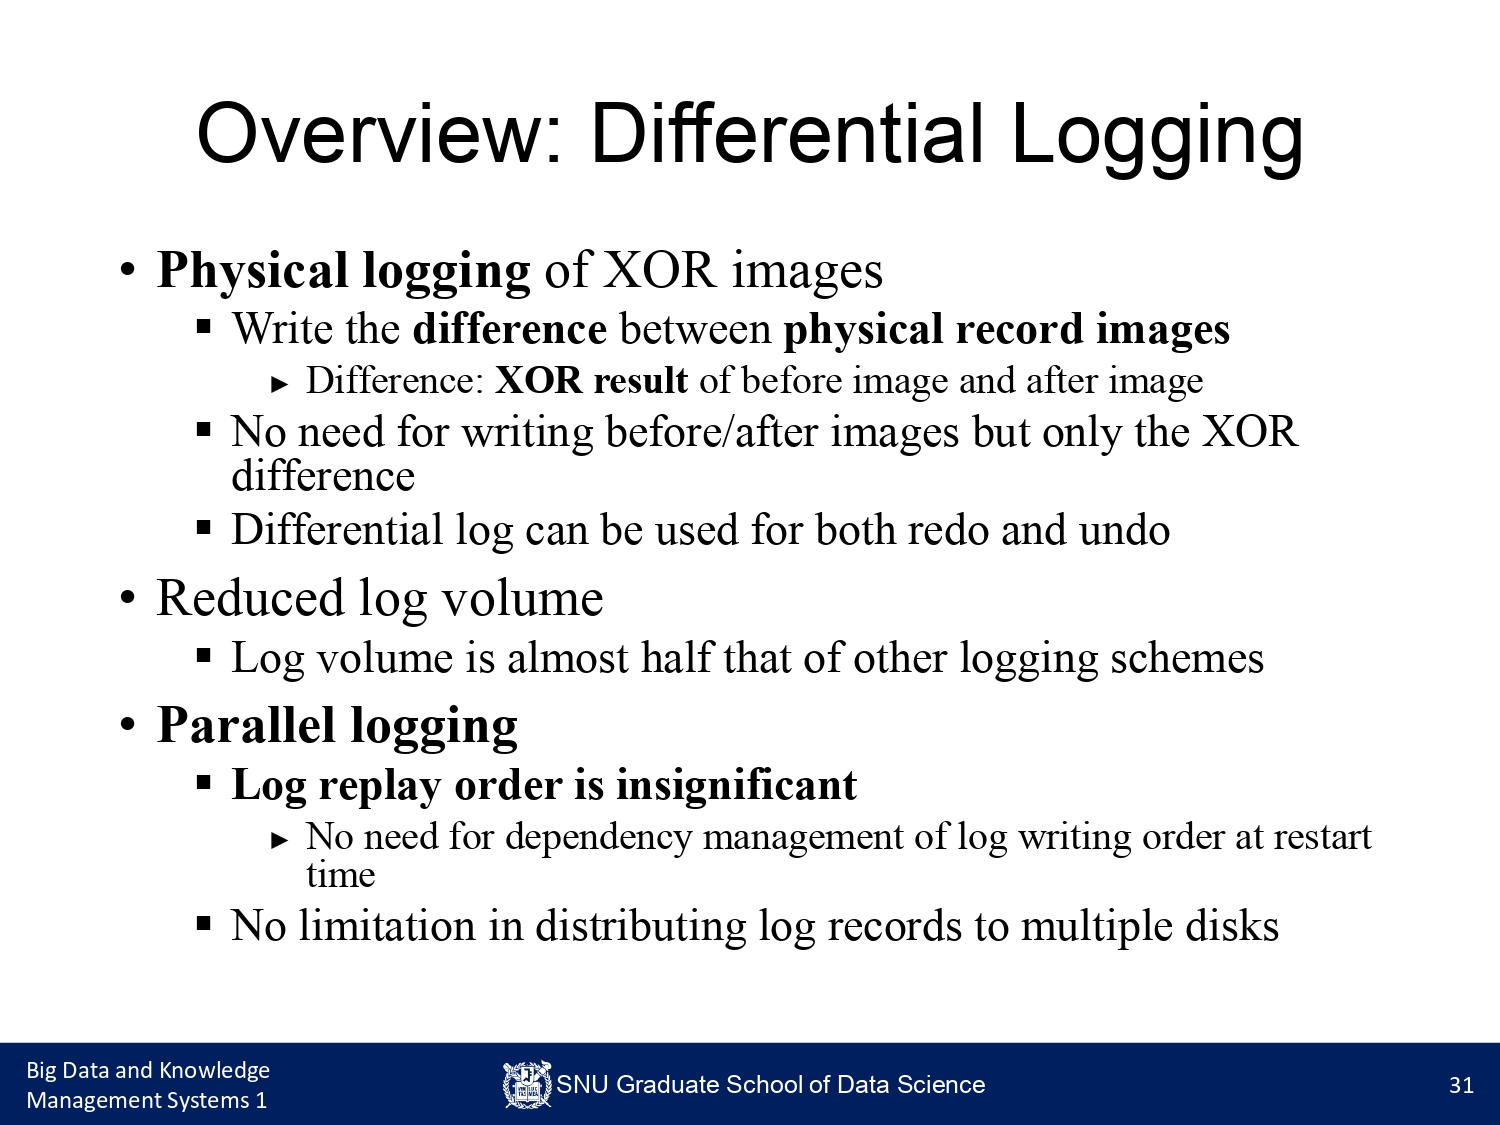 Overview: Differential Logging
• Physical logging of XOR images
▪ Write the difference between physical record images
► Difference: XOR result of before image and after image
▪ No need for writing before/after images but only the XOR
difference
▪ Differential log can be used for both redo and undo
• Reduced log volume
▪ Log volume is almost half that of other logging schemes
• Parallel logging
▪ Log replay order is insignificant
► No need for dependency management of log writing order at restart
time
▪ No limitation in distributing log records to multiple disks
Big Data and Knowledge
Management Systems 1
SNU Graduate School of Data Science
31